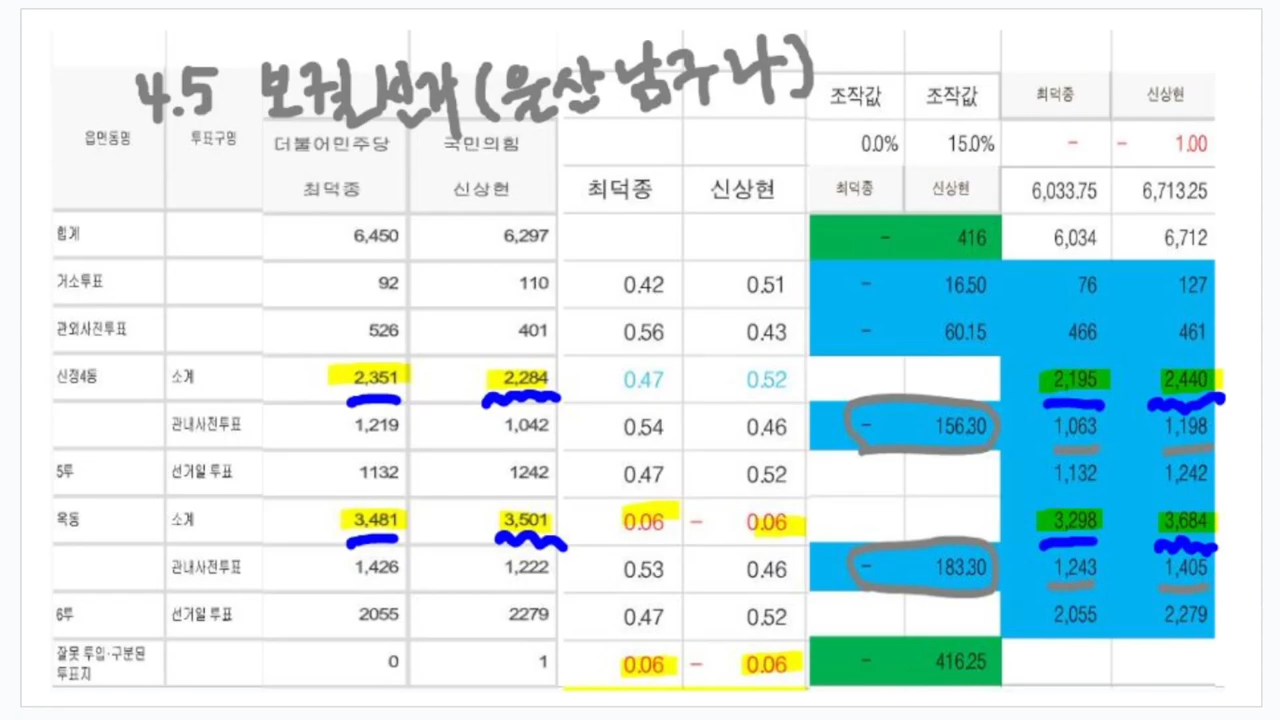 4.5 보궐선거 (울산 남구 나)
조작값 조작값 최덕종 신상현
읍면동명 투표구명 더불어민주당 국민의힘 0.0% 15.0% – – 1.00
최덕종 신상현 최덕종 신상현 최덕종 신상현 6,033.75 6,713.25
합계 6,450 6,297 – 416 6,034 6,712
거소투표 92 110 0.42 0.51 – 16.50 76 127
관외사전투표 526 401 0.56 0.43 – 60.15 466 461
신정4동 소계 2,351 2,284 0.47 0.52 2,195 2,440
관내사전투표 1,219 1,042 0.54 0.46 – 156.30 1,063 1,198
5투 선거일 투표 1132 1242 0.47 0.52 1,132 1,242
옥동 소계 3,481 3,501 0.06 – 0.06 3,298 3,684
관내사전투표 1,426 1,222 0.53 0.46 – 183.30 1,243 1,405
6투 선거일 투표 2055 2279 0.47 0.52 2,055 2,279
잘못 투입·구분된
투표지 0 1 0.06 – 0.06 – 416.25